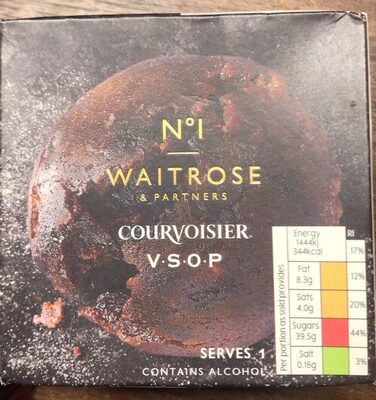 Nº1
WAITROSE
& PARTNERS
COURVOISIER
V·S·O·P
SERVES 1
CONTAINS ALCOHOL
Per portion as sold provides
RI
Energy
1444kJ
344kcal
17%
Fat
8.3g
12%
Sats
4.0g
20%
Sugars
39.5g
44%
Salt
0.16g
3%